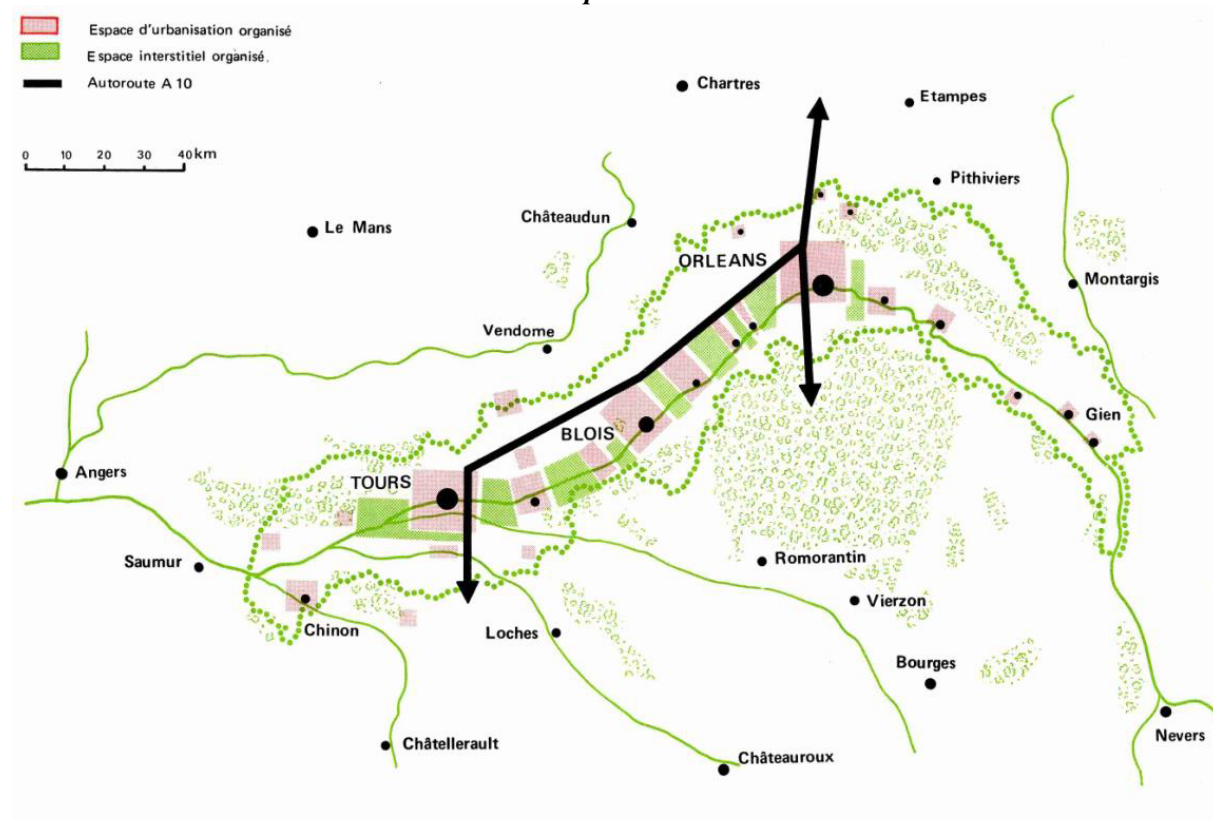 Espace d'urbanisation organisé
Espace interstitiel organisé.
Autoroute A 10
0 10 20 30 40 km
Chartres
Etampes
Pithiviers
Châteaudun
Le Mans
ORLEANS
Montargis
Vendome
BLOIS
Gien
Angers
TOURS
Saumur
Romorantin
Vierzon
Chinon
Loches
Bourges
Châtellerault
Châteauroux
Nevers